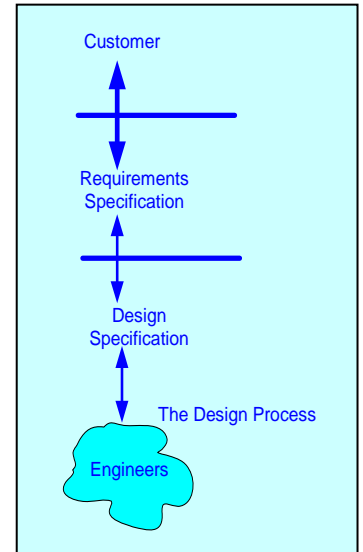 Customer
Requirements
Specification
Design
Specification
The Design Process
Engineers